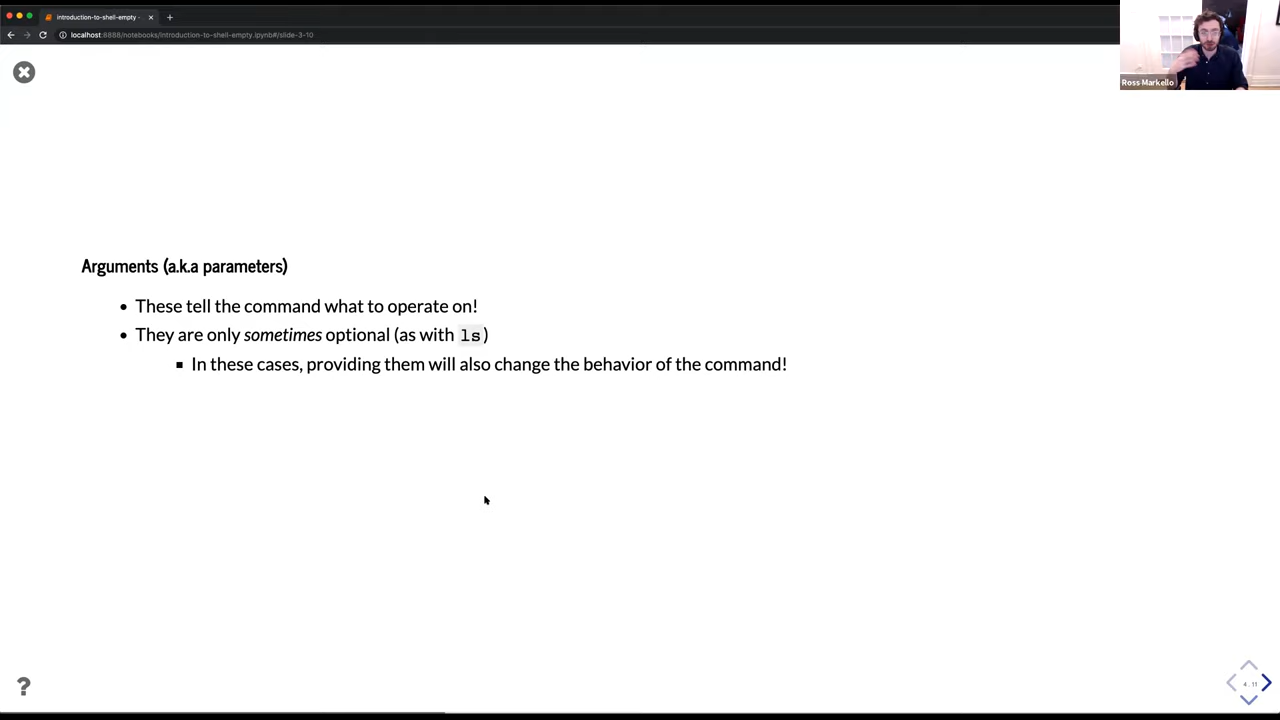 introduction-to-shell-empty -
localhost:8888/notebooks/introduction-to-shell-empty.ipynb#/slide-3-10
Ross Markello
Arguments (a.k.a parameters)
These tell the command what to operate on!
They are only sometimes optional (as with ls)
In these cases, providing them will also change the behavior of the command!
?
4.11